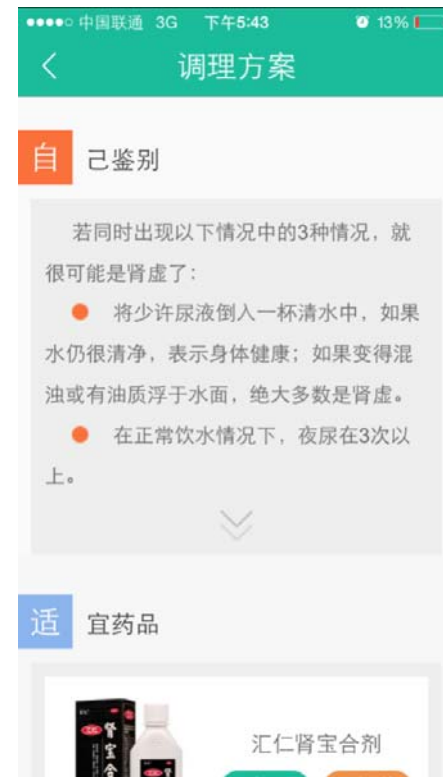 中国联通 3G 下午5:43 13%
调理方案
自己鉴别
若同时出现以下情况中的3种情况，就
很可能是肾虚了：
将少许尿液倒入一杯清水中，如果
水仍很清净，表示身体健康；如果变得混
浊或有油质浮于水面，绝大多数是肾虚。
在正常饮水情况下，夜尿在3次以
上。
适宜药品
汇仁肾宝合剂
肾宝合